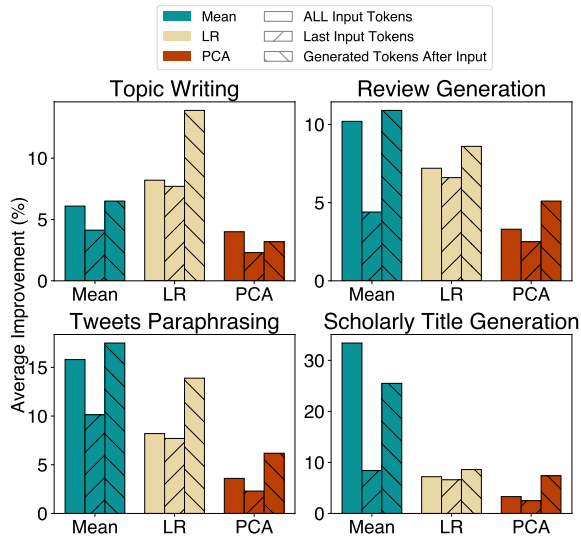 Mean
LR
PCA
ALL Input Tokens
Last Input Tokens
Generated Tokens After Input
Average Improvement (%)
Topic Writing
10
5
0
Mean LR PCA
Review Generation
10
5
0
Mean LR PCA
Tweets Paraphrasing
15
10
5
0
Mean LR PCA
Scholarly Title Generation
30
20
10
0
Mean LR PCA